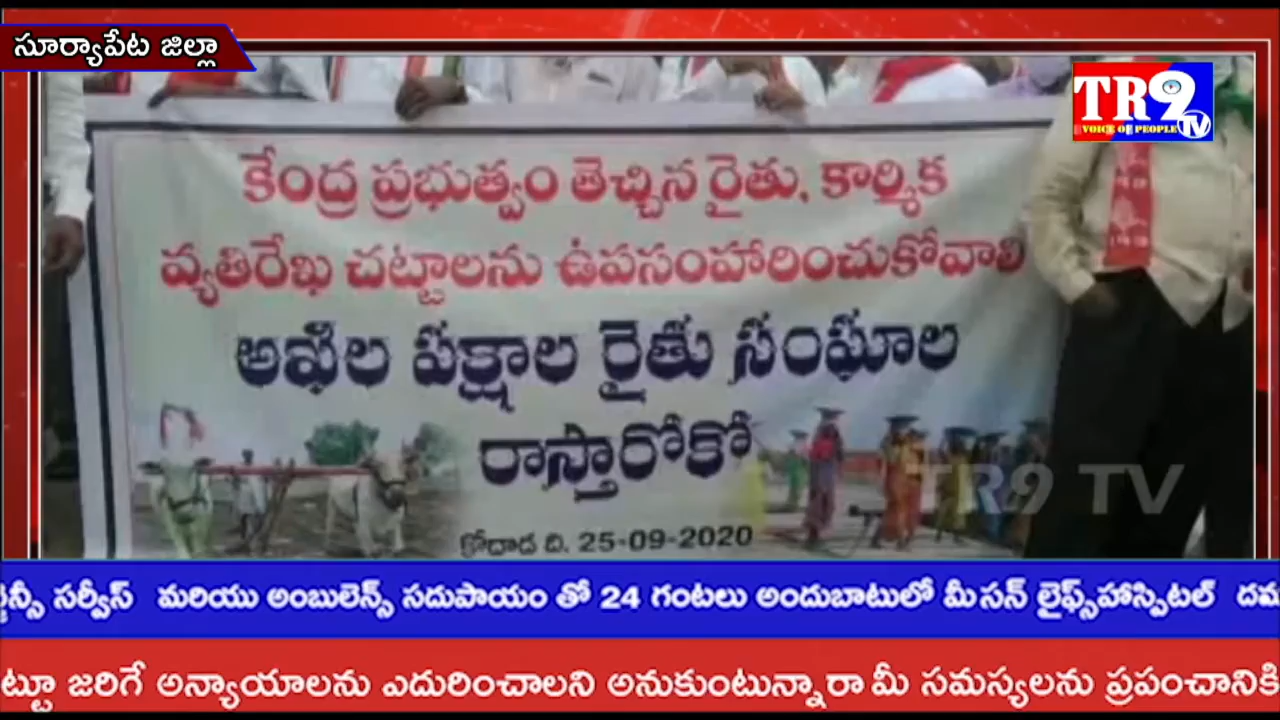 సూర్యాపేట జిల్లా
TR9
VOICE OF PEOPLE TV
కేంద్ర ప్రభుత్వం తెచ్చిన రైతు, కార్మిక
వ్యతిరేఖ చట్టాలను ఉపసంహారించుకోవాలి
అఖిల పక్షాల రైతు సంఘాల
రాస్తారోకో
కోదాడ ది. 25-09-2020
TR9 TV
సర్వీస్ మరియు అంబులెన్స్ సదుపాయం తో 24 గంటలు అందుబాటులో మీ సన్ లైఫ్స్ హాస్పిటల్
జరిగే అన్యాయాలను ఎదురించాలని అనుకుంటున్నారా మీ సమస్యలను ప్రపంచానికి